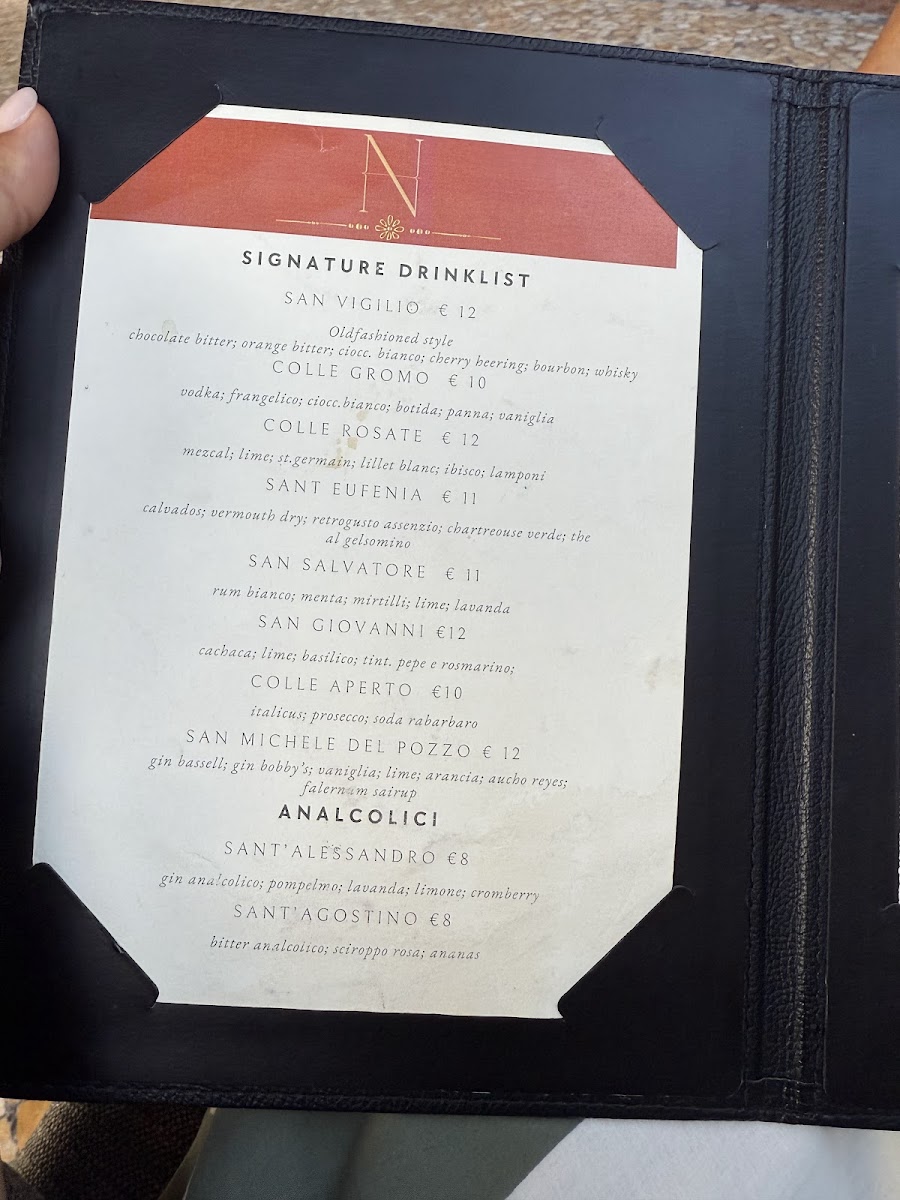 N
SIGNATURE DRINKLIST
SAN VIGILIO € 12
Oldfashioned style
chocolate bitter; orange bitter; ciocc. bianco; cherry heering; bourbon; whisky
COLLE GROMO € 10
vodka; frangelico; ciocc.bianco; botida; panna; vaniglia
COLLE ROSATE € 12
mezcal; lime; st.germain; lillet blanc; ibisco; lamponi
SANT EUFENIA € 11
calvados; vermouth dry; retrogusto assenzio; chartreouse verde; the
al gelsomino
SAN SALVATORE € 11
rum bianco; menta; mirtilli; lime; lavanda
SAN GIOVANNI €12
cachaca; lime; basilico; tint. pepe e rosmarino;
COLLE APERTO €10
italicus; prosecco; soda rabarbaro
SAN MICHELE DEL POZZO € 12
gin bassell; gin bobby's; vaniglia; lime; arancia; aucho reyes;
falernum sairup
ANALCOLICI
SANT'ALESSANDRO €8
gin analcolico; pompelmo; lavanda; limone; cromberry
SANT'AGOSTINO €8
bitter analcolico; sciroppo rosa; ananas